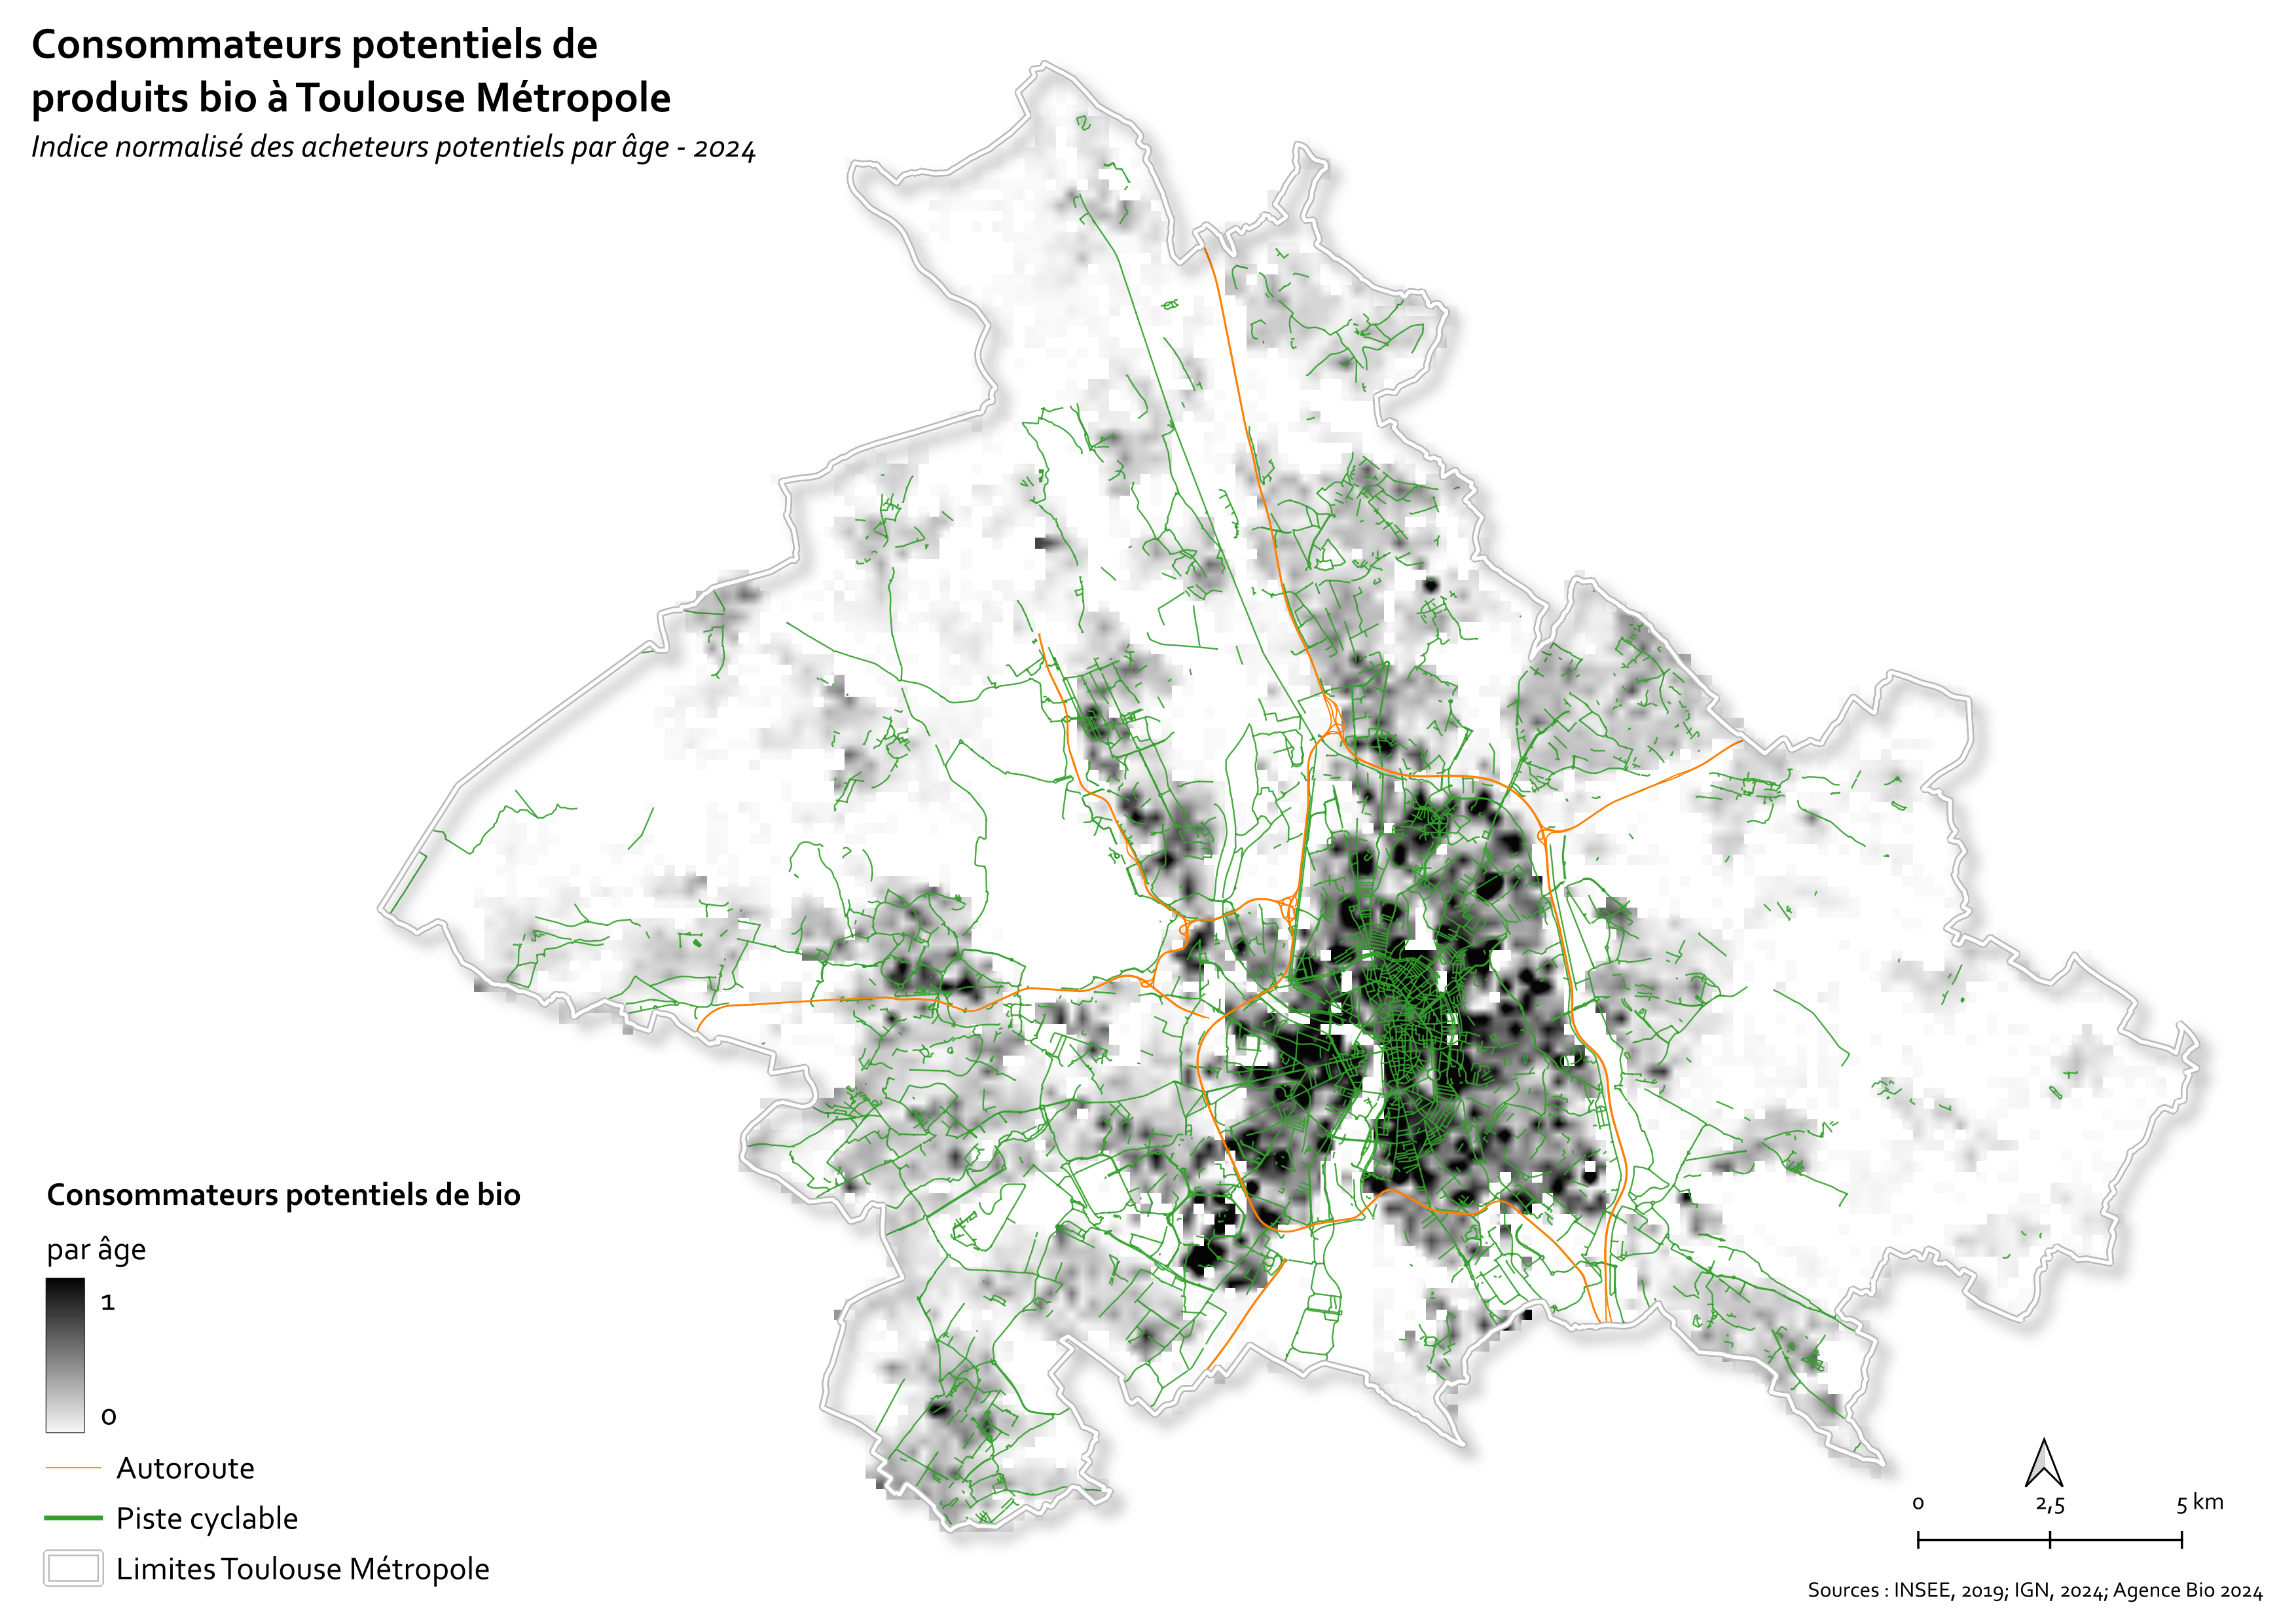 Consommateurs potentiels de
produits bio à Toulouse Métropole
Indice normalisé des acheteurs potentiels par âge - 2024
Consommateurs potentiels de bio
par âge
1
0
Autoroute
Piste cyclable
Limites Toulouse Métropole
0 2,5 5 km
Sources : INSEE, 2019; IGN, 2024; Agence Bio 2024